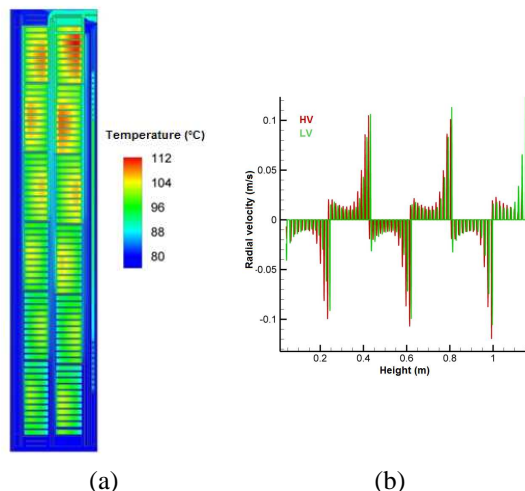 Temperature (ºC)
112
104
96
88
80
(a)
HV
LV
Radial velocity (m/s)
0.1
0.05
0
-0.05
-0.1
0.2 0.4 0.6 0.8 1
Height (m)
(b)